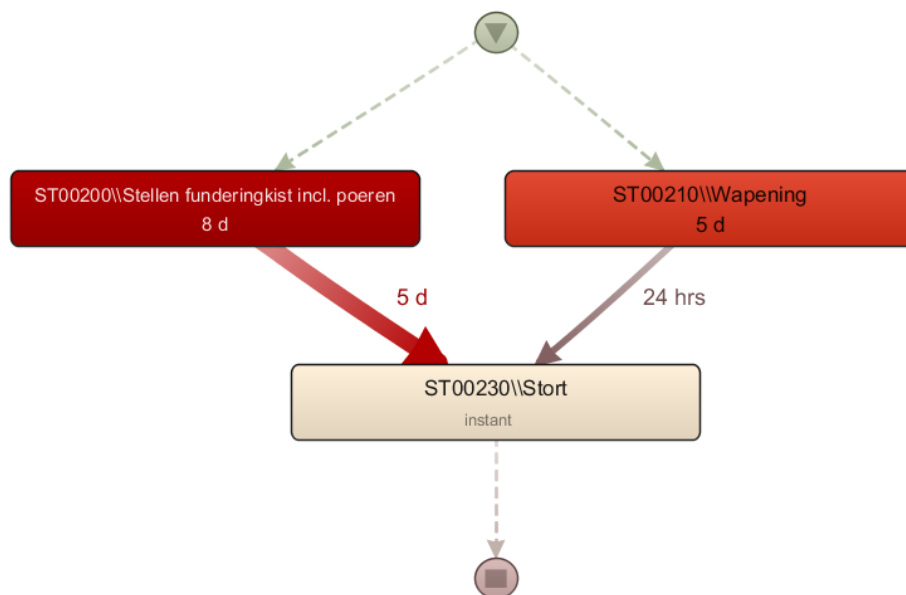 ST00200\\Stellen funderingkist incl. poeren
8 d
ST00210\\Wapening
5 d
5 d
24 hrs
ST00230\\Stort
instant